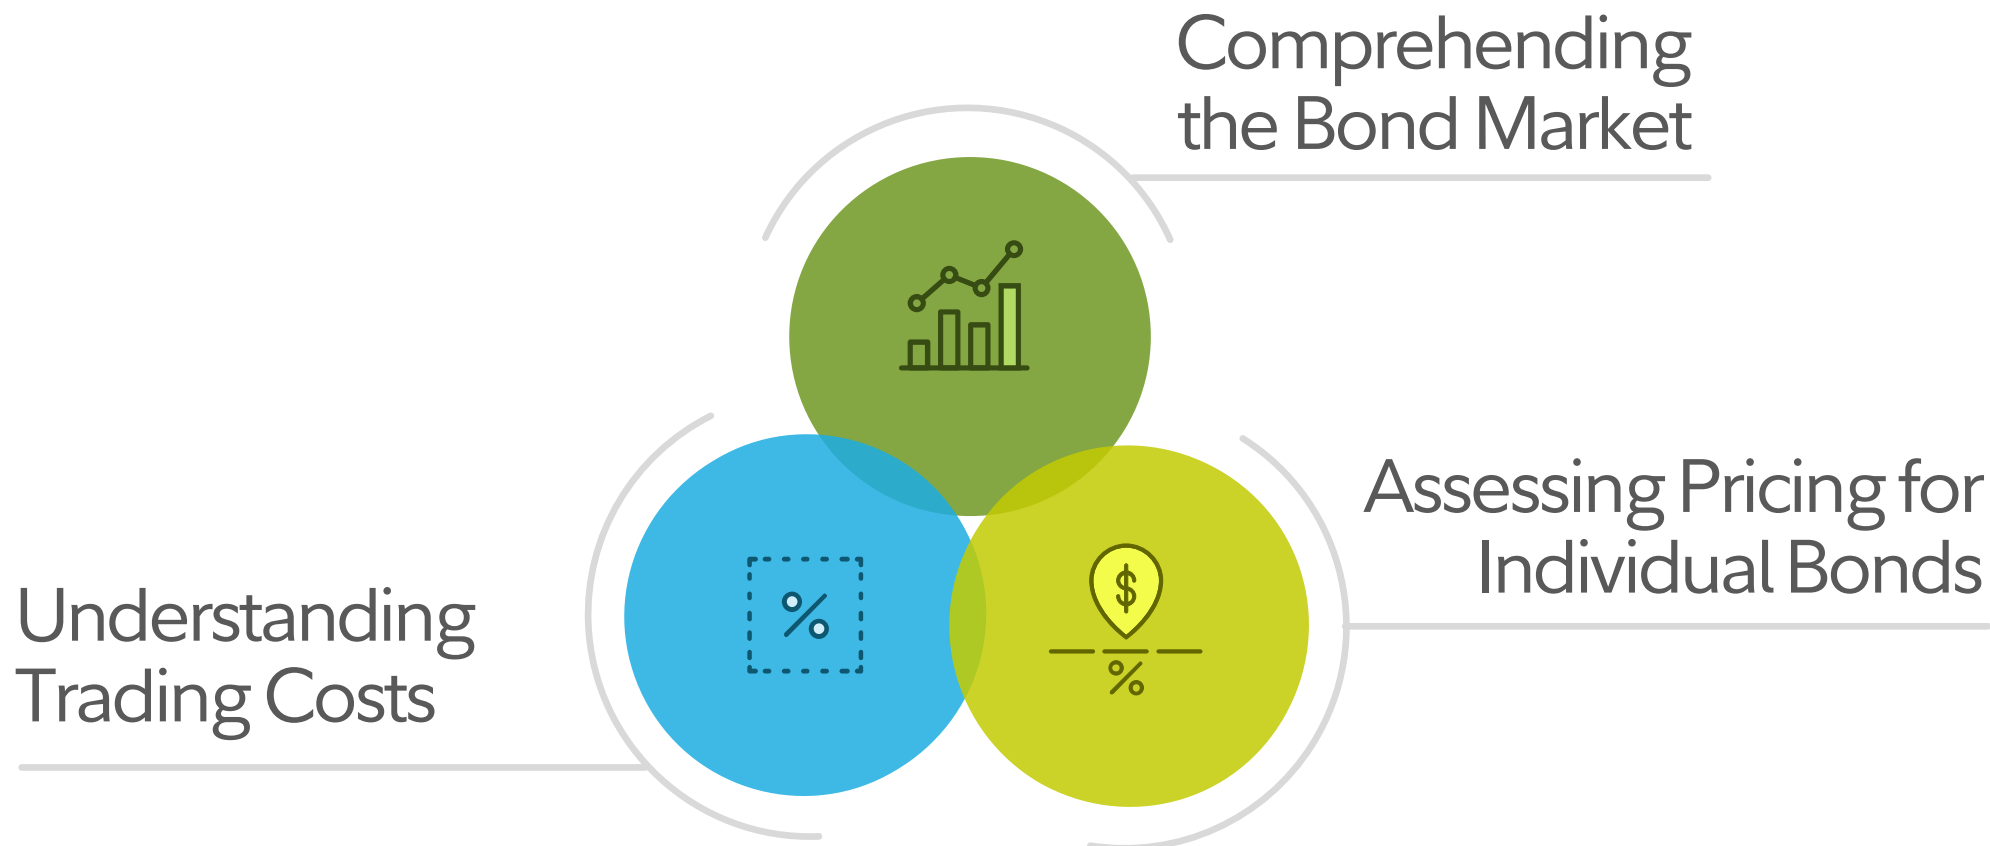 Comprehending
the Bond Market
Assessing Pricing for
Individual Bonds
Understanding
Trading Costs
%
$
%